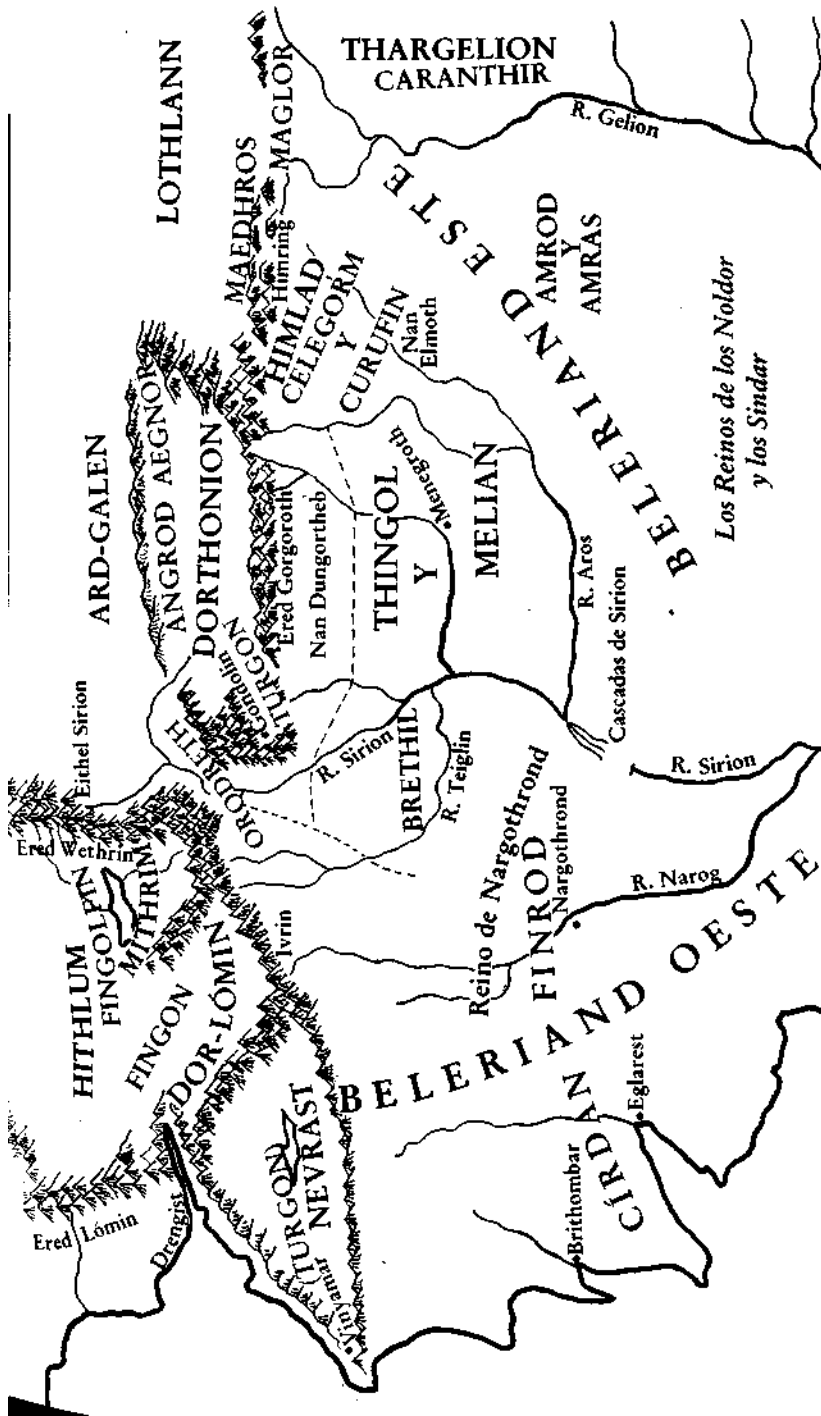 LOTHLANN
THARGELION
CARANTHIR
MAEDHROS
MAGLOR
Himring
R. Gelion
ARD-GALEN
ANGROD AEGNOR
DORTHONION
HIMLAD
CELEGORM
Y
CURUFIN
Nan
Elmoth
BELERIAND ESTE
AMROD
Y
AMRAS
Los Reinos de los Noldor
y los Sindar
Eithel Sirion
Ered Wethrin
HITHLUM
FINGOLFIN
MITHRIM
FINGON
DOR-LÓMIN
Ered Lómin
Drengist
ORODRETH
TURGON
Gondolin
Ered Gorgoroth
Nan Dungortheb
THINGOL
Y
MELIAN
Menegroth
R. Aros
Cascadas de Sirion
R. Sirion
BRETHIL
R. Teiglin
Ivrin
(TURGON)
NEVRAST
Vinyamar
Reino de Nargothrond
FINROD
Nargothrond
R. Narog
R. Sirion
BELERIAND OESTE
Brithombar
CÍRDAN
Eglarest